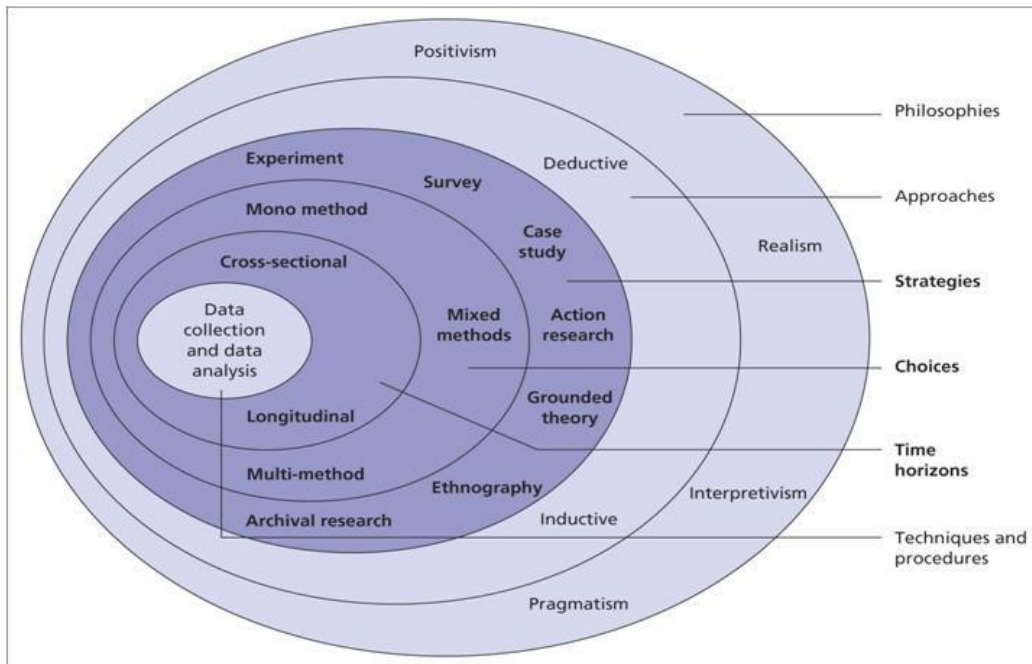 Positivism
Philosophies
Deductive
Experiment
Survey
Approaches
Mono method
Case
study
Realism
Cross-sectional
Strategies
Data
collection
and data
analysis
Mixed
methods
Action
research
Choices
Grounded
theory
Longitudinal
Time
horizons
Multi-method
Ethnography
Interpretivism
Archival research
Inductive
Techniques and
procedures
Pragmatism